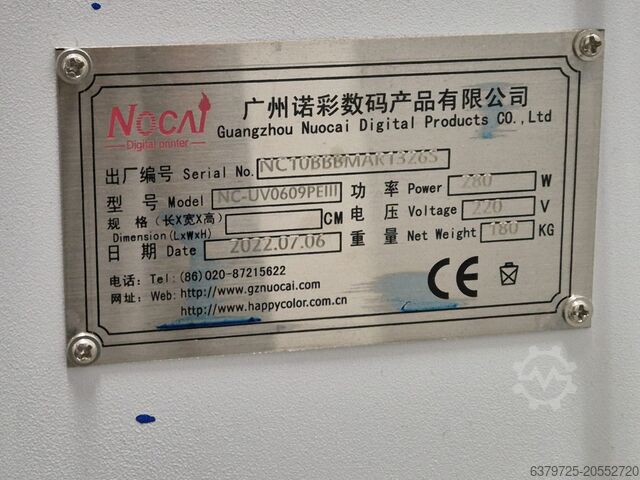 NOCAI
Digital printer
广州诺彩数码产品有限公司
Guangzhou Nuocai Digital Products CO.,Ltd
出厂编号 Serial No. NC10BBBMAR1326S
型号 Model NC-UV0609PEIII 功率 Power 280 W
规格(长X宽X高) CM 电压 Voltage 220 V
Dimension(LxWxH)
日期 Date 2022.07.06 重量 Net Weight 180 KG
电话: Tel: (86)020-87215622
网址: Web: http://www.gznuocai.com
http://www.happycolor.com.cn
CE
6379725-20552720